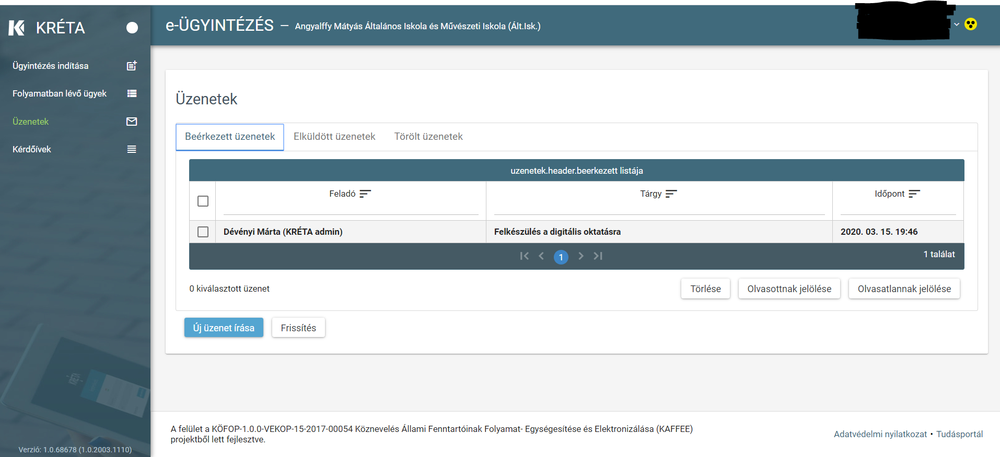 KRÉTA
e-ÜGYINTÉZÉS – Angyalffy Mátyás Általános Iskola és Művészeti Iskola (Ált.Isk.)
Ügyintézés indítása
Folyamatban lévő ügyek
Üzenetek
Kérdőívek
Üzenetek
Beérkezett üzenetek Elküldött üzenetek Törölt üzenetek
uzenetek.header.beerkezett listája
Feladó Tárgy Időpont
Dévényi Márta (KRÉTA admin) Felkészülés a digitális oktatásra 2020. 03. 15. 19:46
1 1 találat
0 kiválasztott üzenet Törlése Olvasottnak jelölése Olvasatlannak jelölése
Új üzenet írása Frissítés
KRÉTA
A felület a KÖFOP-1.0.0-VEKOP-15-2017-00054 Köznevelés Állami Fenntartóinak Folyamat- Egységesítése és Elektronizálása (KAFFEE)
projektből lett fejlesztve.
Adatvédelmi nyilatkozat • Tudásportál
Verzió: 1.0.68678 (1.0.2003.1110)